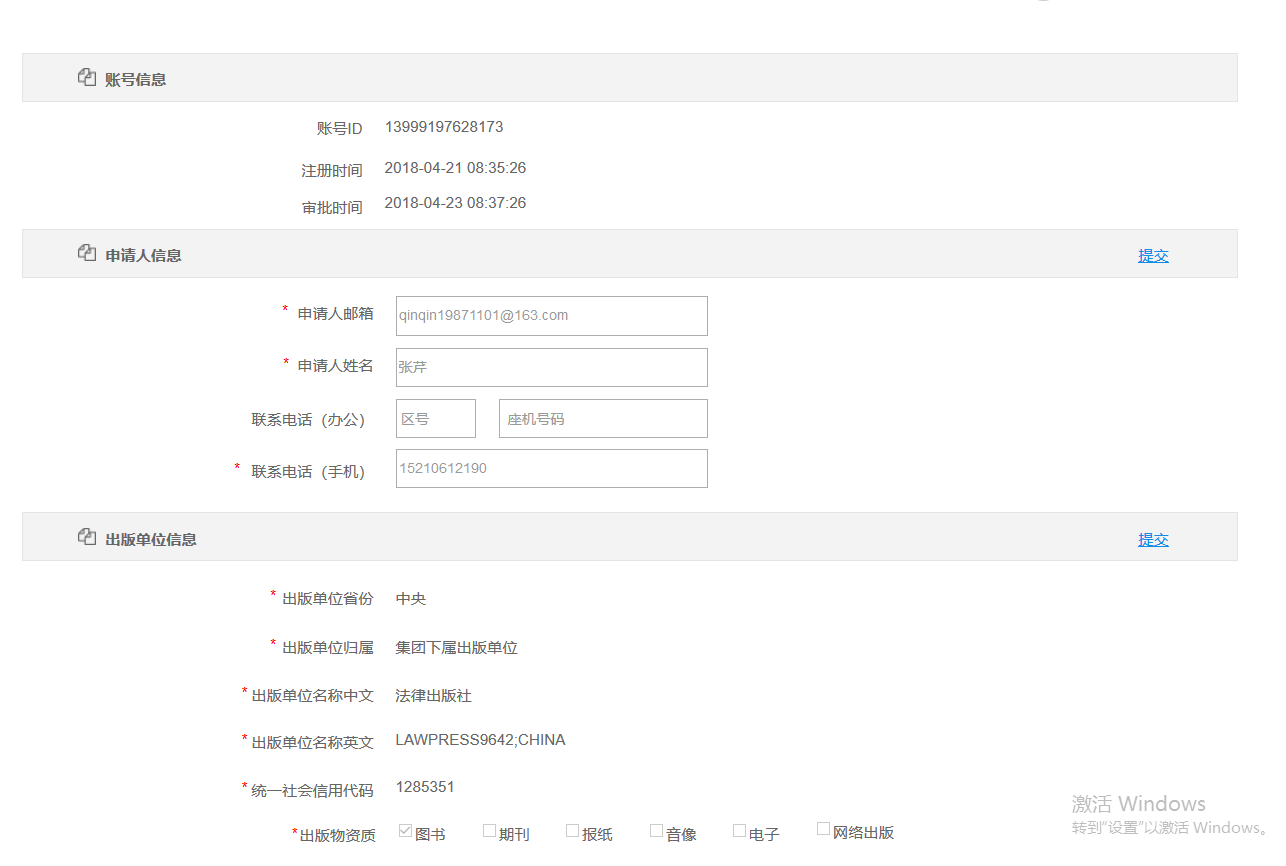 账号信息
账号ID 13999197628173
注册时间 2018-04-21 08:35:26
审批时间 2018-04-23 08:37:26
申请人信息 提交
* 申请人邮箱 qinqin19871101@163.com
* 申请人姓名 张芹
联系电话（办公） 区号 座机号码
* 联系电话（手机） 15210612190
出版单位信息 提交
* 出版单位省份 中央
* 出版单位归属 集团下属出版单位
* 出版单位名称中文 法律出版社
* 出版单位名称英文 LAWPRESS9642;CHINA
* 统一社会信用代码 1285351
*出版物资质 图书 期刊 报纸 音像 电子 网络出版
激活 Windows
转到"设置"以激活 Windows。